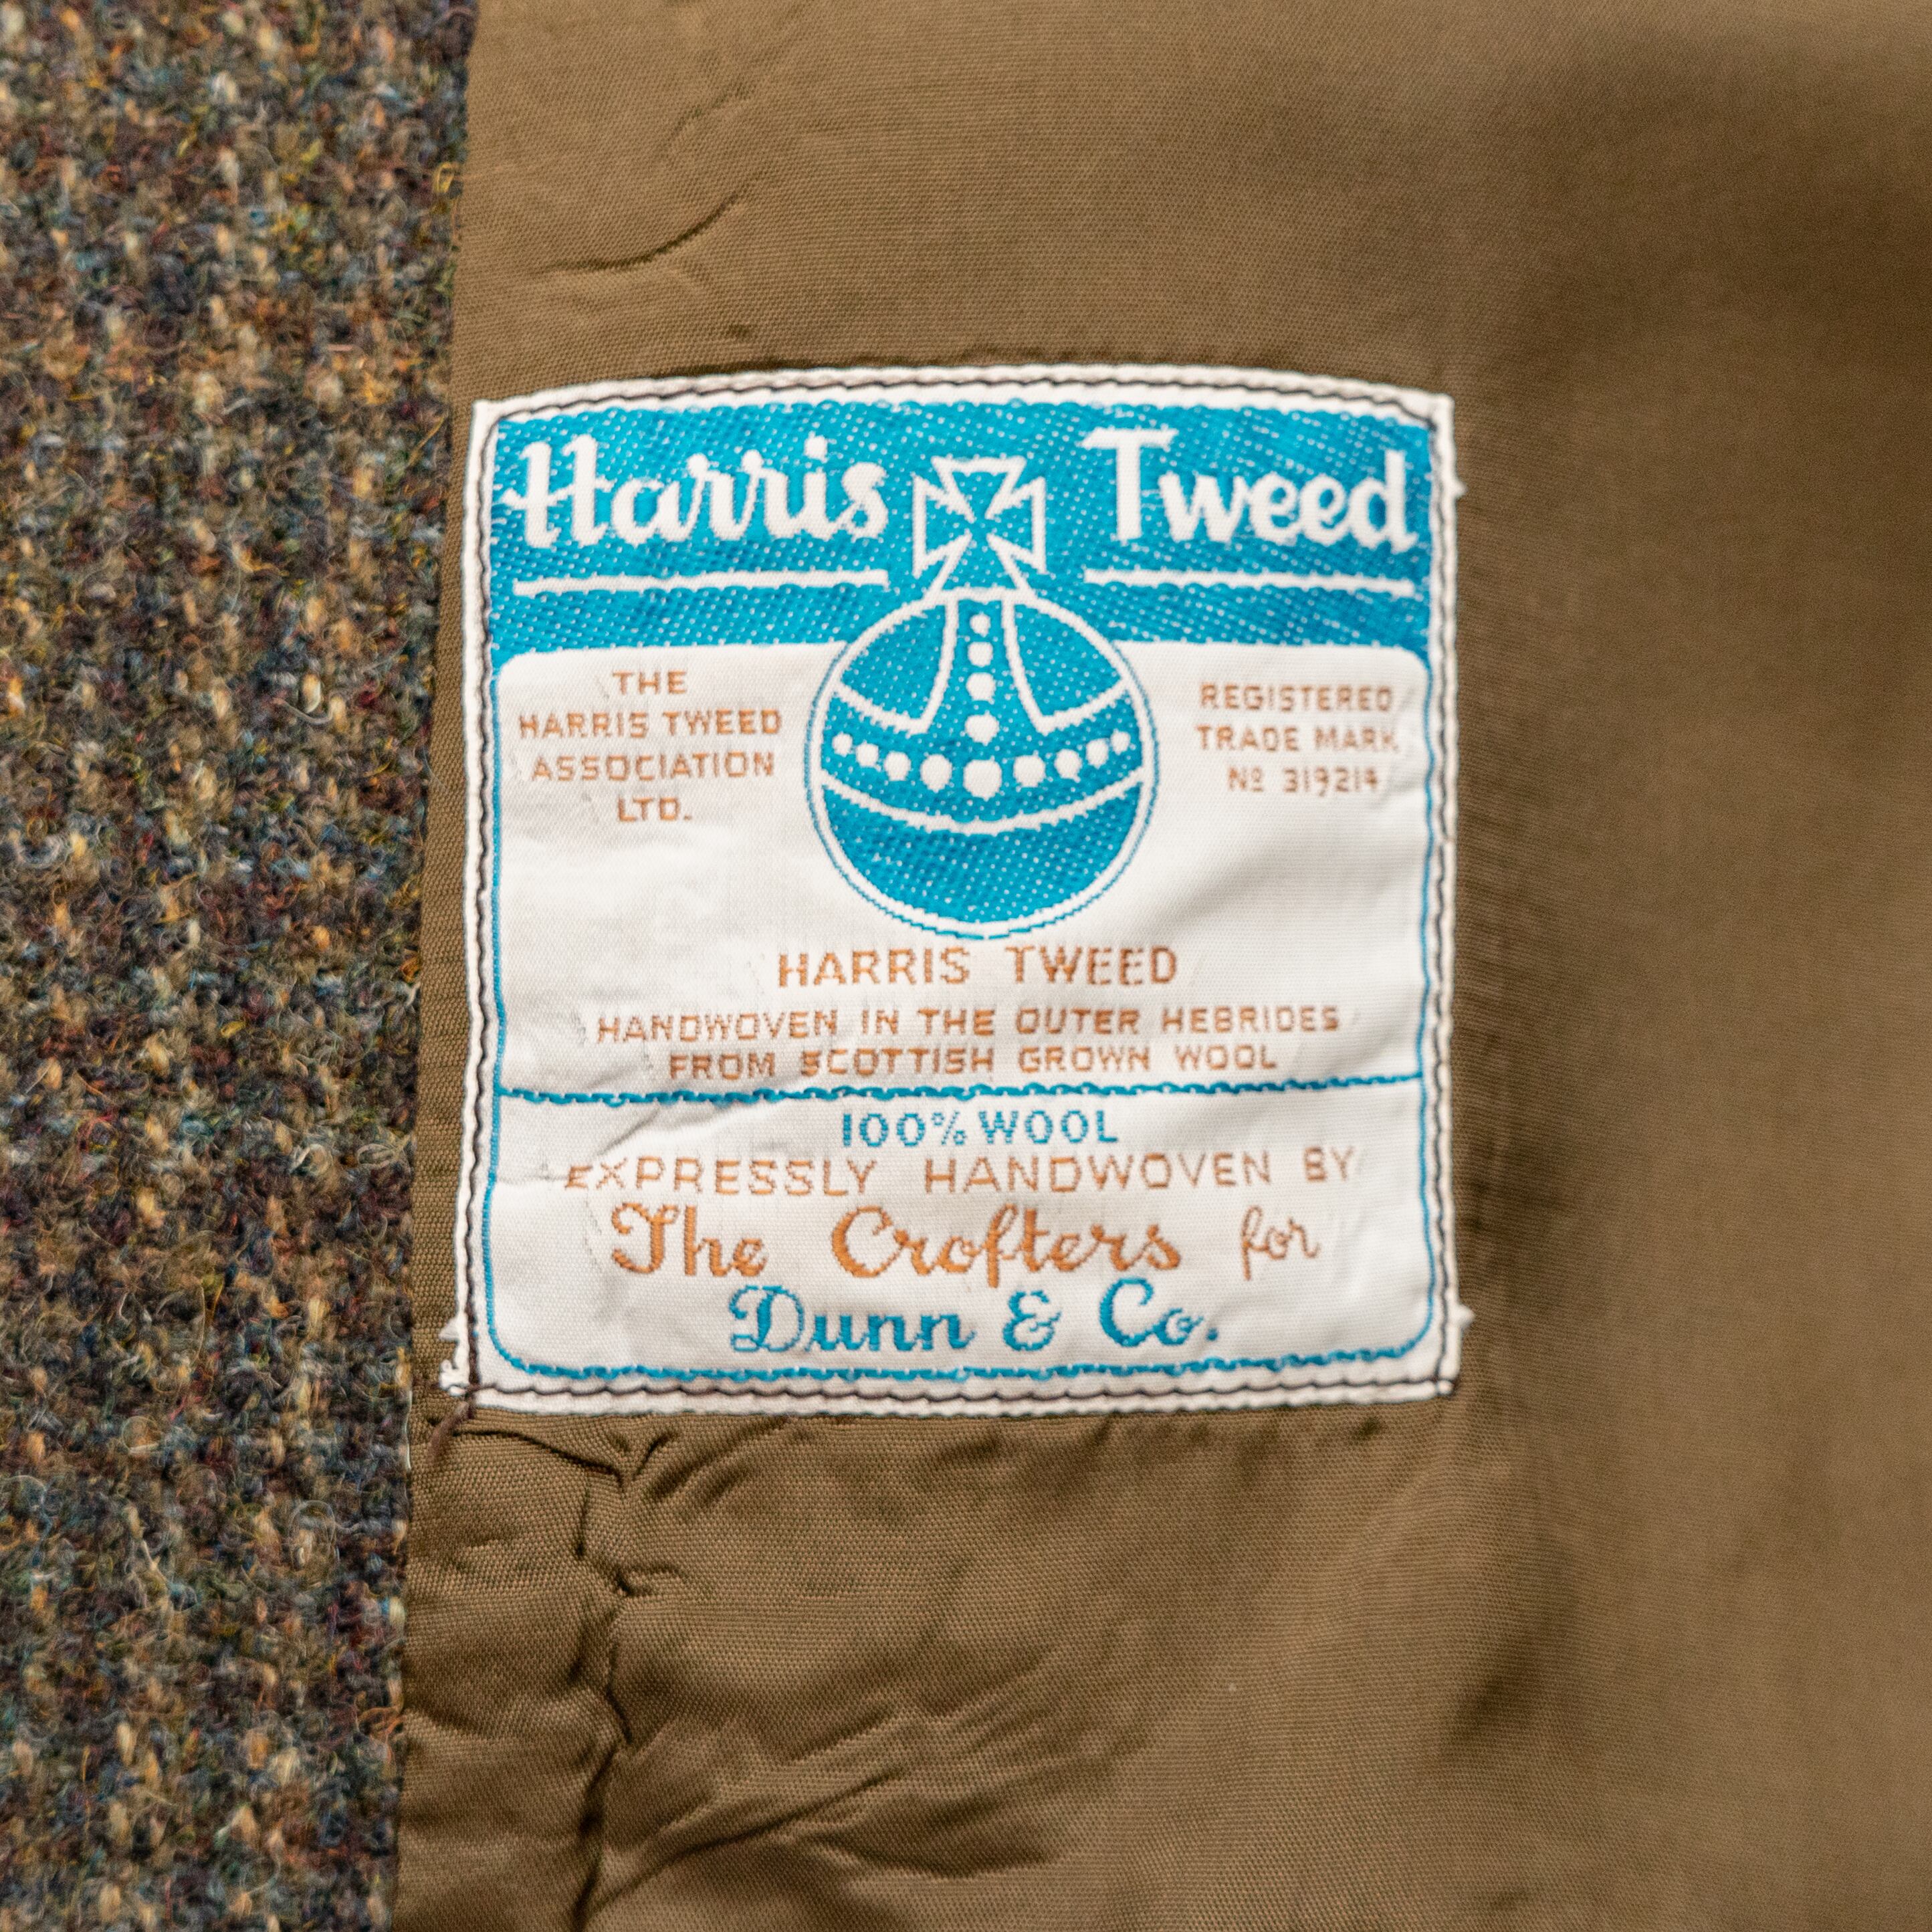 Harris Tweed
THE
HARRIS TWEED
ASSOCIATION
LTD.
REGISTERED
TRADE MARK
Nº 319214
HARRIS TWEED
HANDWOVEN IN THE OUTER HEBRIDES
FROM SCOTTISH GROWN WOOL
100% WOOL
EXPRESSLY HANDWOVEN BY
The Crofters for
Dunn & Co.